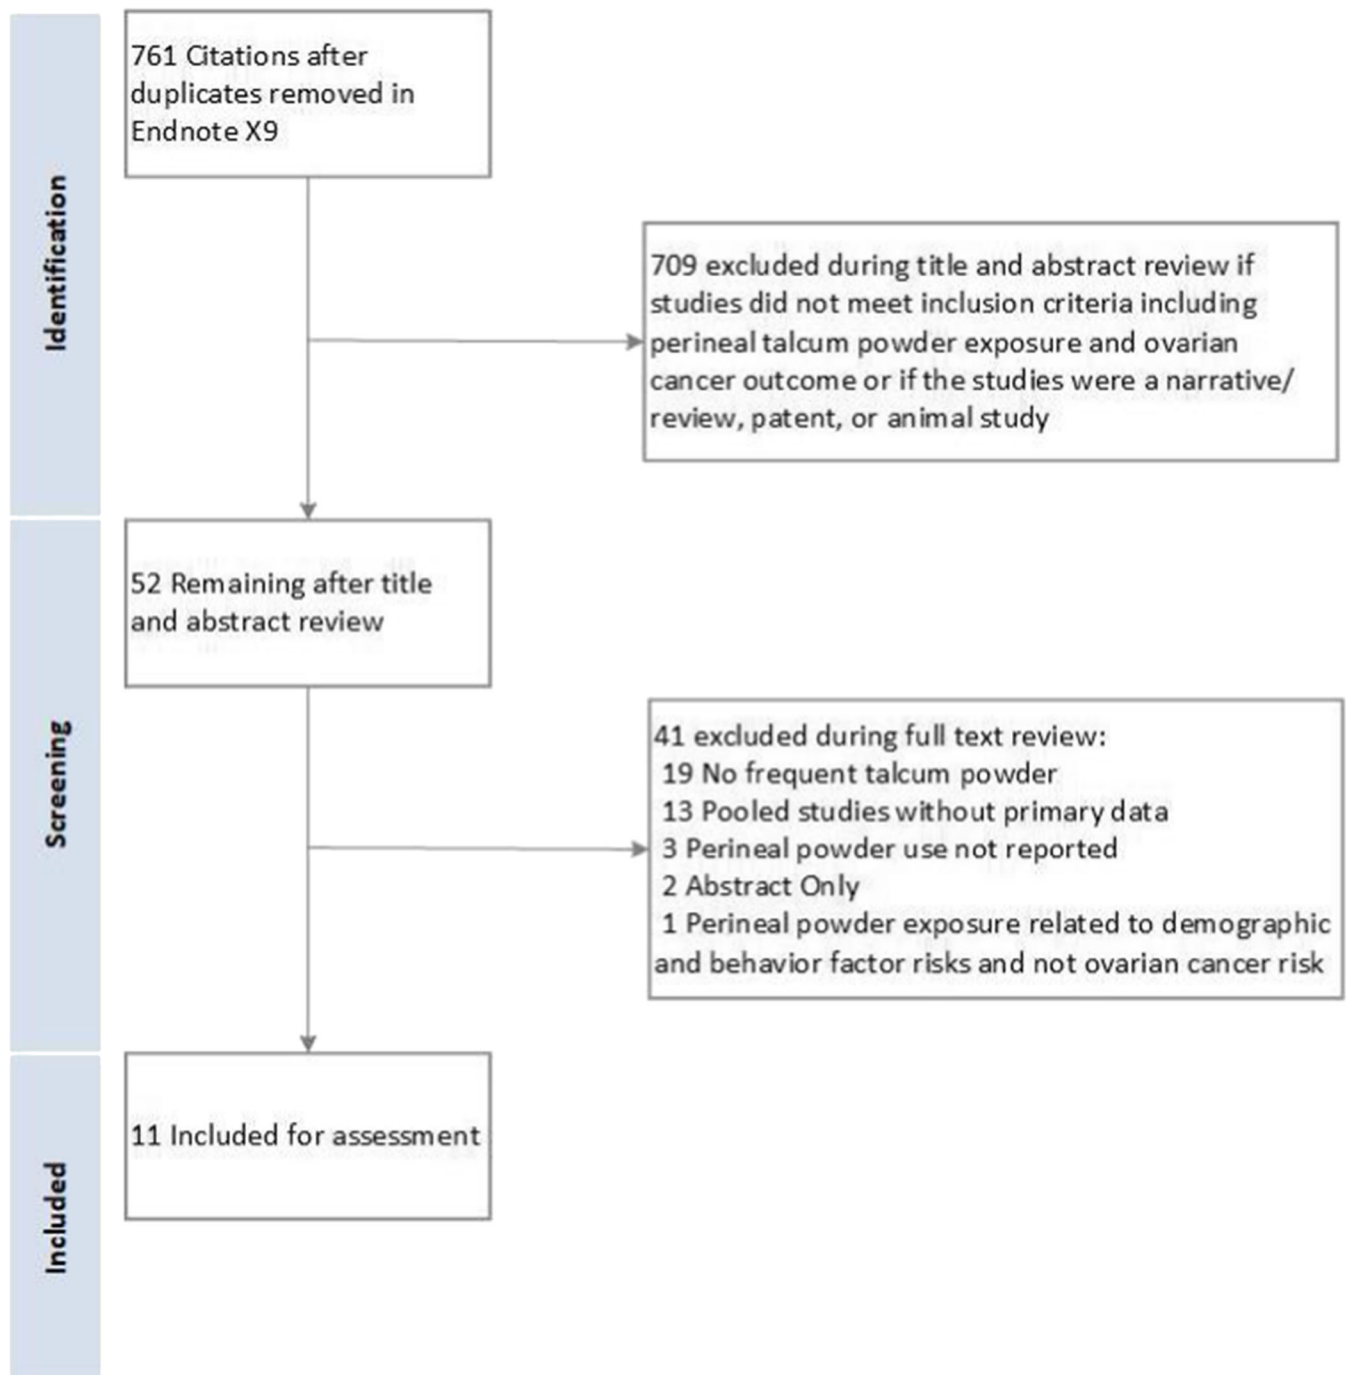 Identification
761 Citations after
duplicates removed in
Endnote X9
709 excluded during title and abstract review if
studies did not meet inclusion criteria including
perineal talcum powder exposure and ovarian
cancer outcome or if the studies were a narrative/
review, patent, or animal study
Screening
52 Remaining after title
and abstract review
41 excluded during full text review:
19 No frequent talcum powder
13 Pooled studies without primary data
3 Perineal powder use not reported
2 Abstract Only
1 Perineal powder exposure related to demographic
and behavior factor risks and not ovarian cancer risk
Included
11 Included for assessment